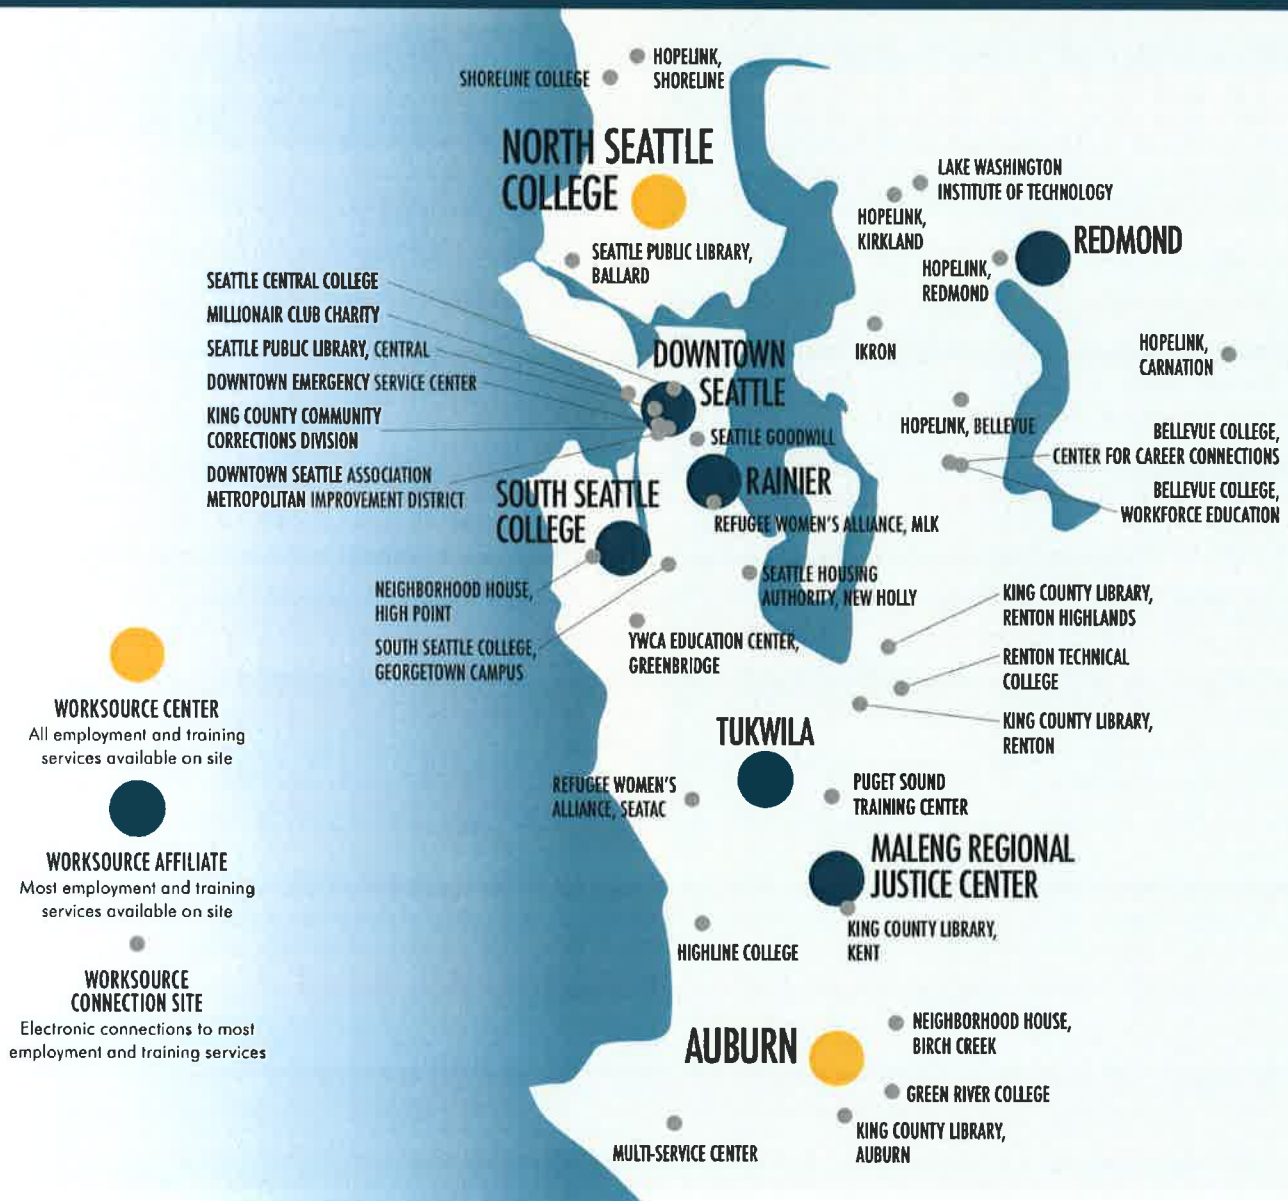 HOPELINK,
SHORELINE
SHORELINE COLLEGE
NORTH SEATTLE
COLLEGE
LAKE WASHINGTON
INSTITUTE OF TECHNOLOGY
HOPELINK,
KIRKLAND
REDMOND
HOPELINK,
REDMOND
SEATTLE PUBLIC LIBRARY,
BALLARD
SEATTLE CENTRAL COLLEGE
MILLIONAIR CLUB CHARITY
SEATTLE PUBLIC LIBRARY, CENTRAL
DOWNTOWN EMERGENCY SERVICE CENTER
KING COUNTY COMMUNITY
CORRECTIONS DIVISION
DOWNTOWN SEATTLE ASSOCIATION
METROPOLITAN IMPROVEMENT DISTRICT
DOWNTOWN
SEATTLE
IKRON
HOPELINK,
CARNATION
SEATTLE GOODWILL
HOPELINK, BELLEVUE
BELLEVUE COLLEGE,
CENTER FOR CAREER CONNECTIONS
BELLEVUE COLLEGE,
WORKFORCE EDUCATION
RAINIER
REFUGEE WOMEN'S ALLIANCE, MLK
SOUTH SEATTLE
COLLEGE
NEIGHBORHOOD HOUSE,
HIGH POINT
SOUTH SEATTLE COLLEGE,
GEORGETOWN CAMPUS
SEATTLE HOUSING
AUTHORITY, NEW HOLLY
YWCA EDUCATION CENTER,
GREENBRIDGE
KING COUNTY LIBRARY,
RENTON HIGHLANDS
RENTON TECHNICAL
COLLEGE
KING COUNTY LIBRARY,
RENTON
WORKSOURCE CENTER
All employment and training
services available on site
WORKSOURCE AFFILIATE
Most employment and training
services available on site
WORKSOURCE
CONNECTION SITE
Electronic connections to most
employment and training services
TUKWILA
REFUGEE WOMEN'S
ALLIANCE, SEATAC
PUGET SOUND
TRAINING CENTER
MALENG REGIONAL
JUSTICE CENTER
KING COUNTY LIBRARY,
KENT
HIGHLINE COLLEGE
AUBURN
NEIGHBORHOOD HOUSE,
BIRCH CREEK
GREEN RIVER COLLEGE
KING COUNTY LIBRARY,
AUBURN
MULTI-SERVICE CENTER